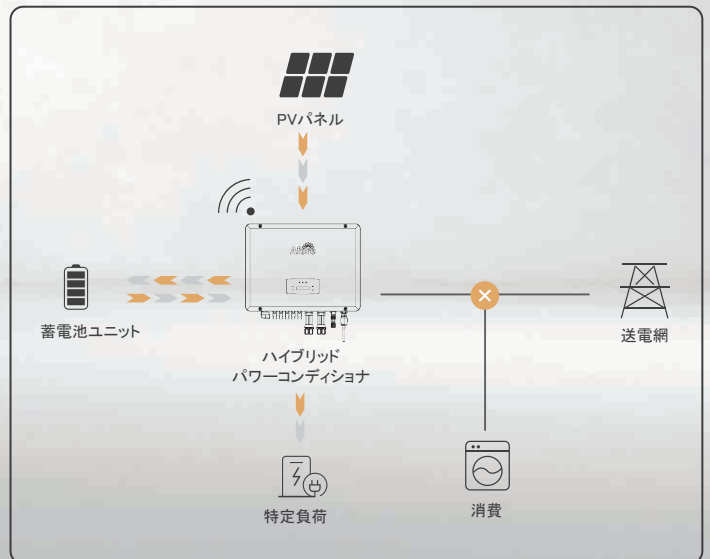 PVパネル
蓄電池ユニット
ハイブリッド
パワーコンディショナ
送電網
特定負荷
消費